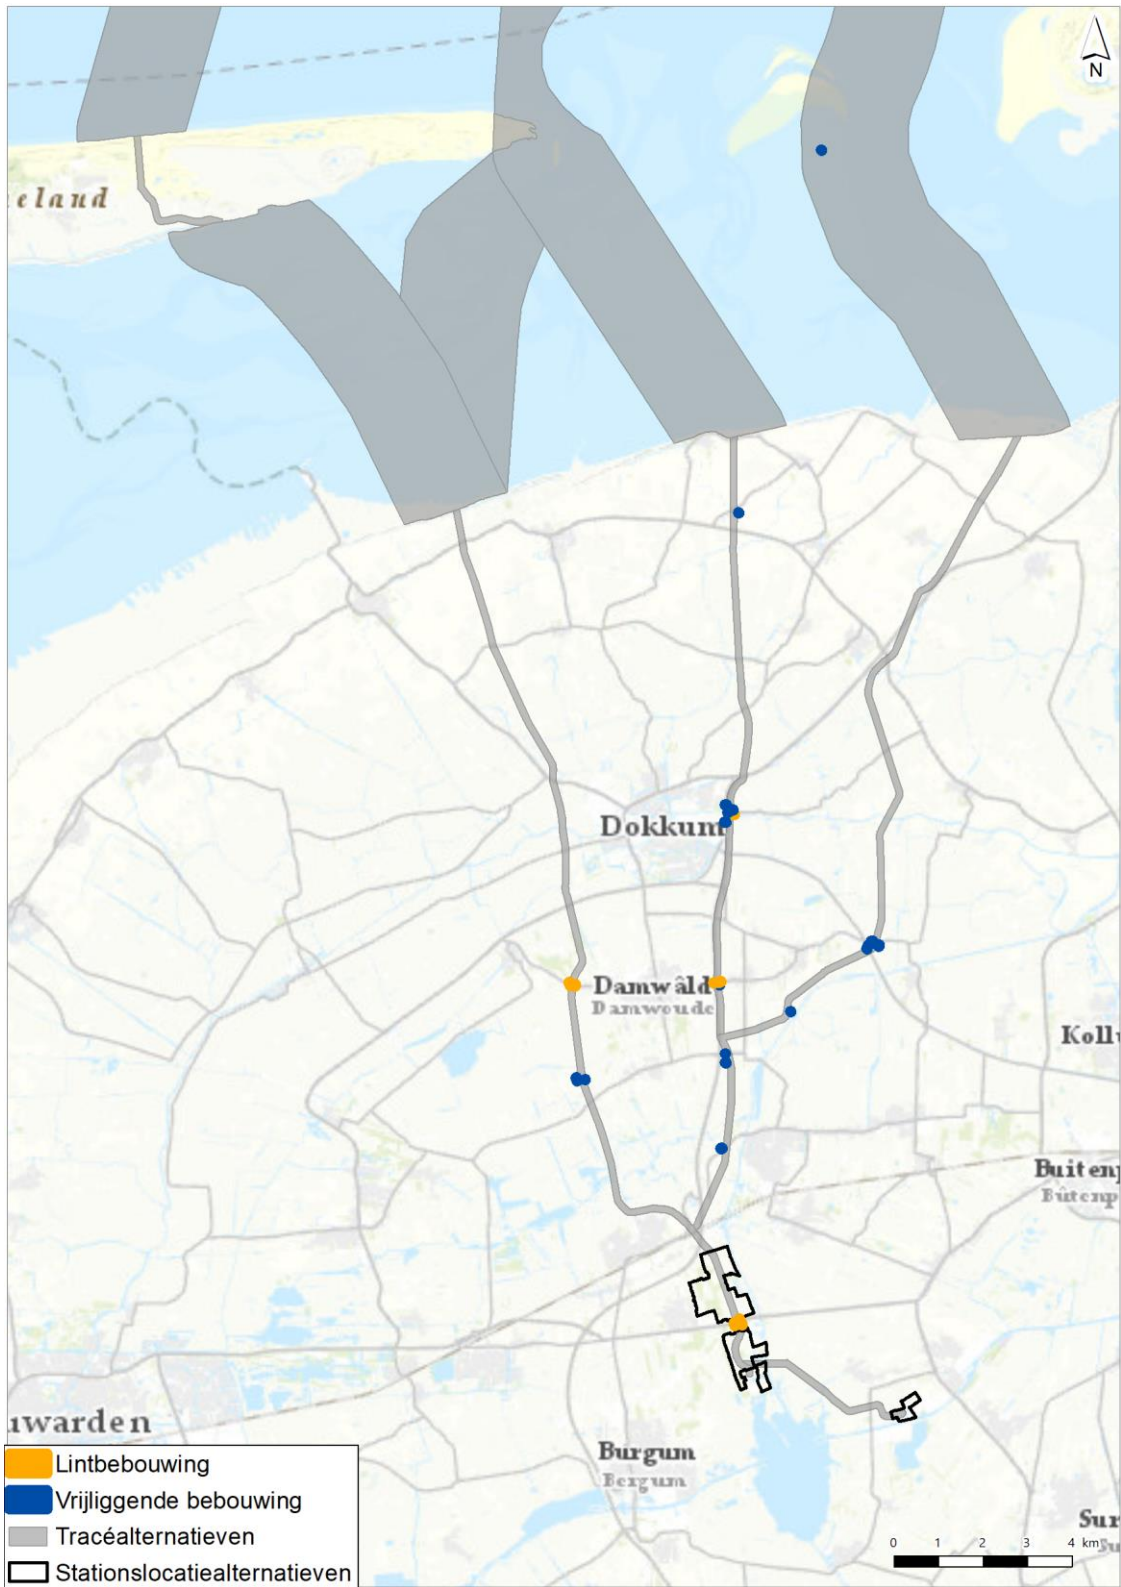 N
eland
Dokkum
Damwâld
Damwoude
Koll
Buiten
Bûtenp
uwarden
Burgum
Bergum
Sur
Su
Lintbebouwing
Vrijliggende bebouwing
Tracéalternatieven
Stationslocatiealternatieven
0 1 2 3 4 km